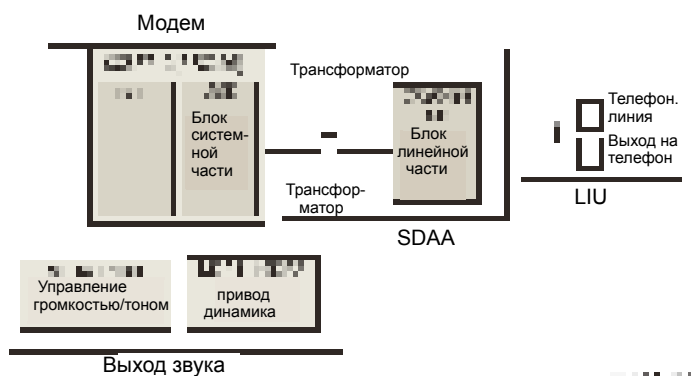 Модем
Трансформатор
Блок
систем-
ной
части
Блок
линейной
части
Телефон.
линия
Выход на
телефон
Трансфор-
матор
LIU
SDAA
Управление
громкостью/тоном
привод
динамика
Выход звука